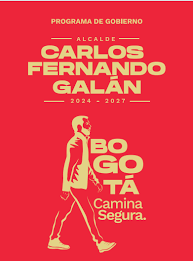 PROGRAMA DE GOBIERNO
ALCALDE
CARLOS
FERNANDO
GALÁN
2024 - 2027
BO
GO
TÁ
Camina
Segura.